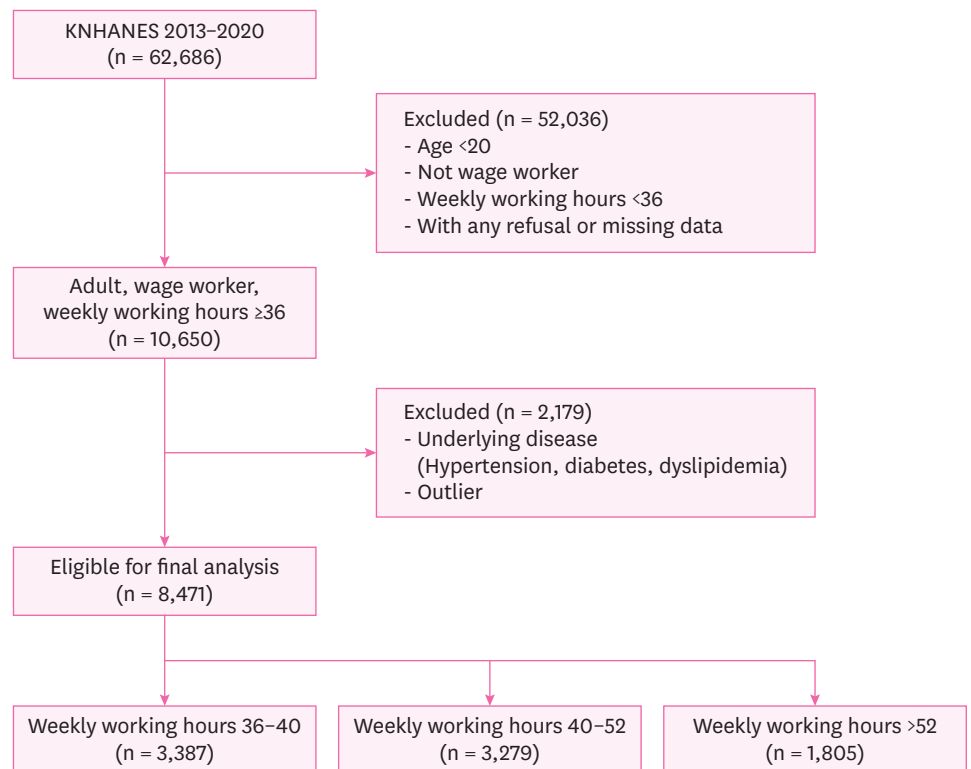 KNHANES 2013–2020
(n = 62,686)
Excluded (n = 52,036)
- Age <20
- Not wage worker
- Weekly working hours <36
- With any refusal or missing data
Adult, wage worker,
weekly working hours ≥36
(n = 10,650)
Excluded (n = 2,179)
- Underlying disease
(Hypertension, diabetes, dyslipidemia)
- Outlier
Eligible for final analysis
(n = 8,471)
Weekly working hours 36–40
(n = 3,387)
Weekly working hours 40–52
(n = 3,279)
Weekly working hours >52
(n = 1,805)